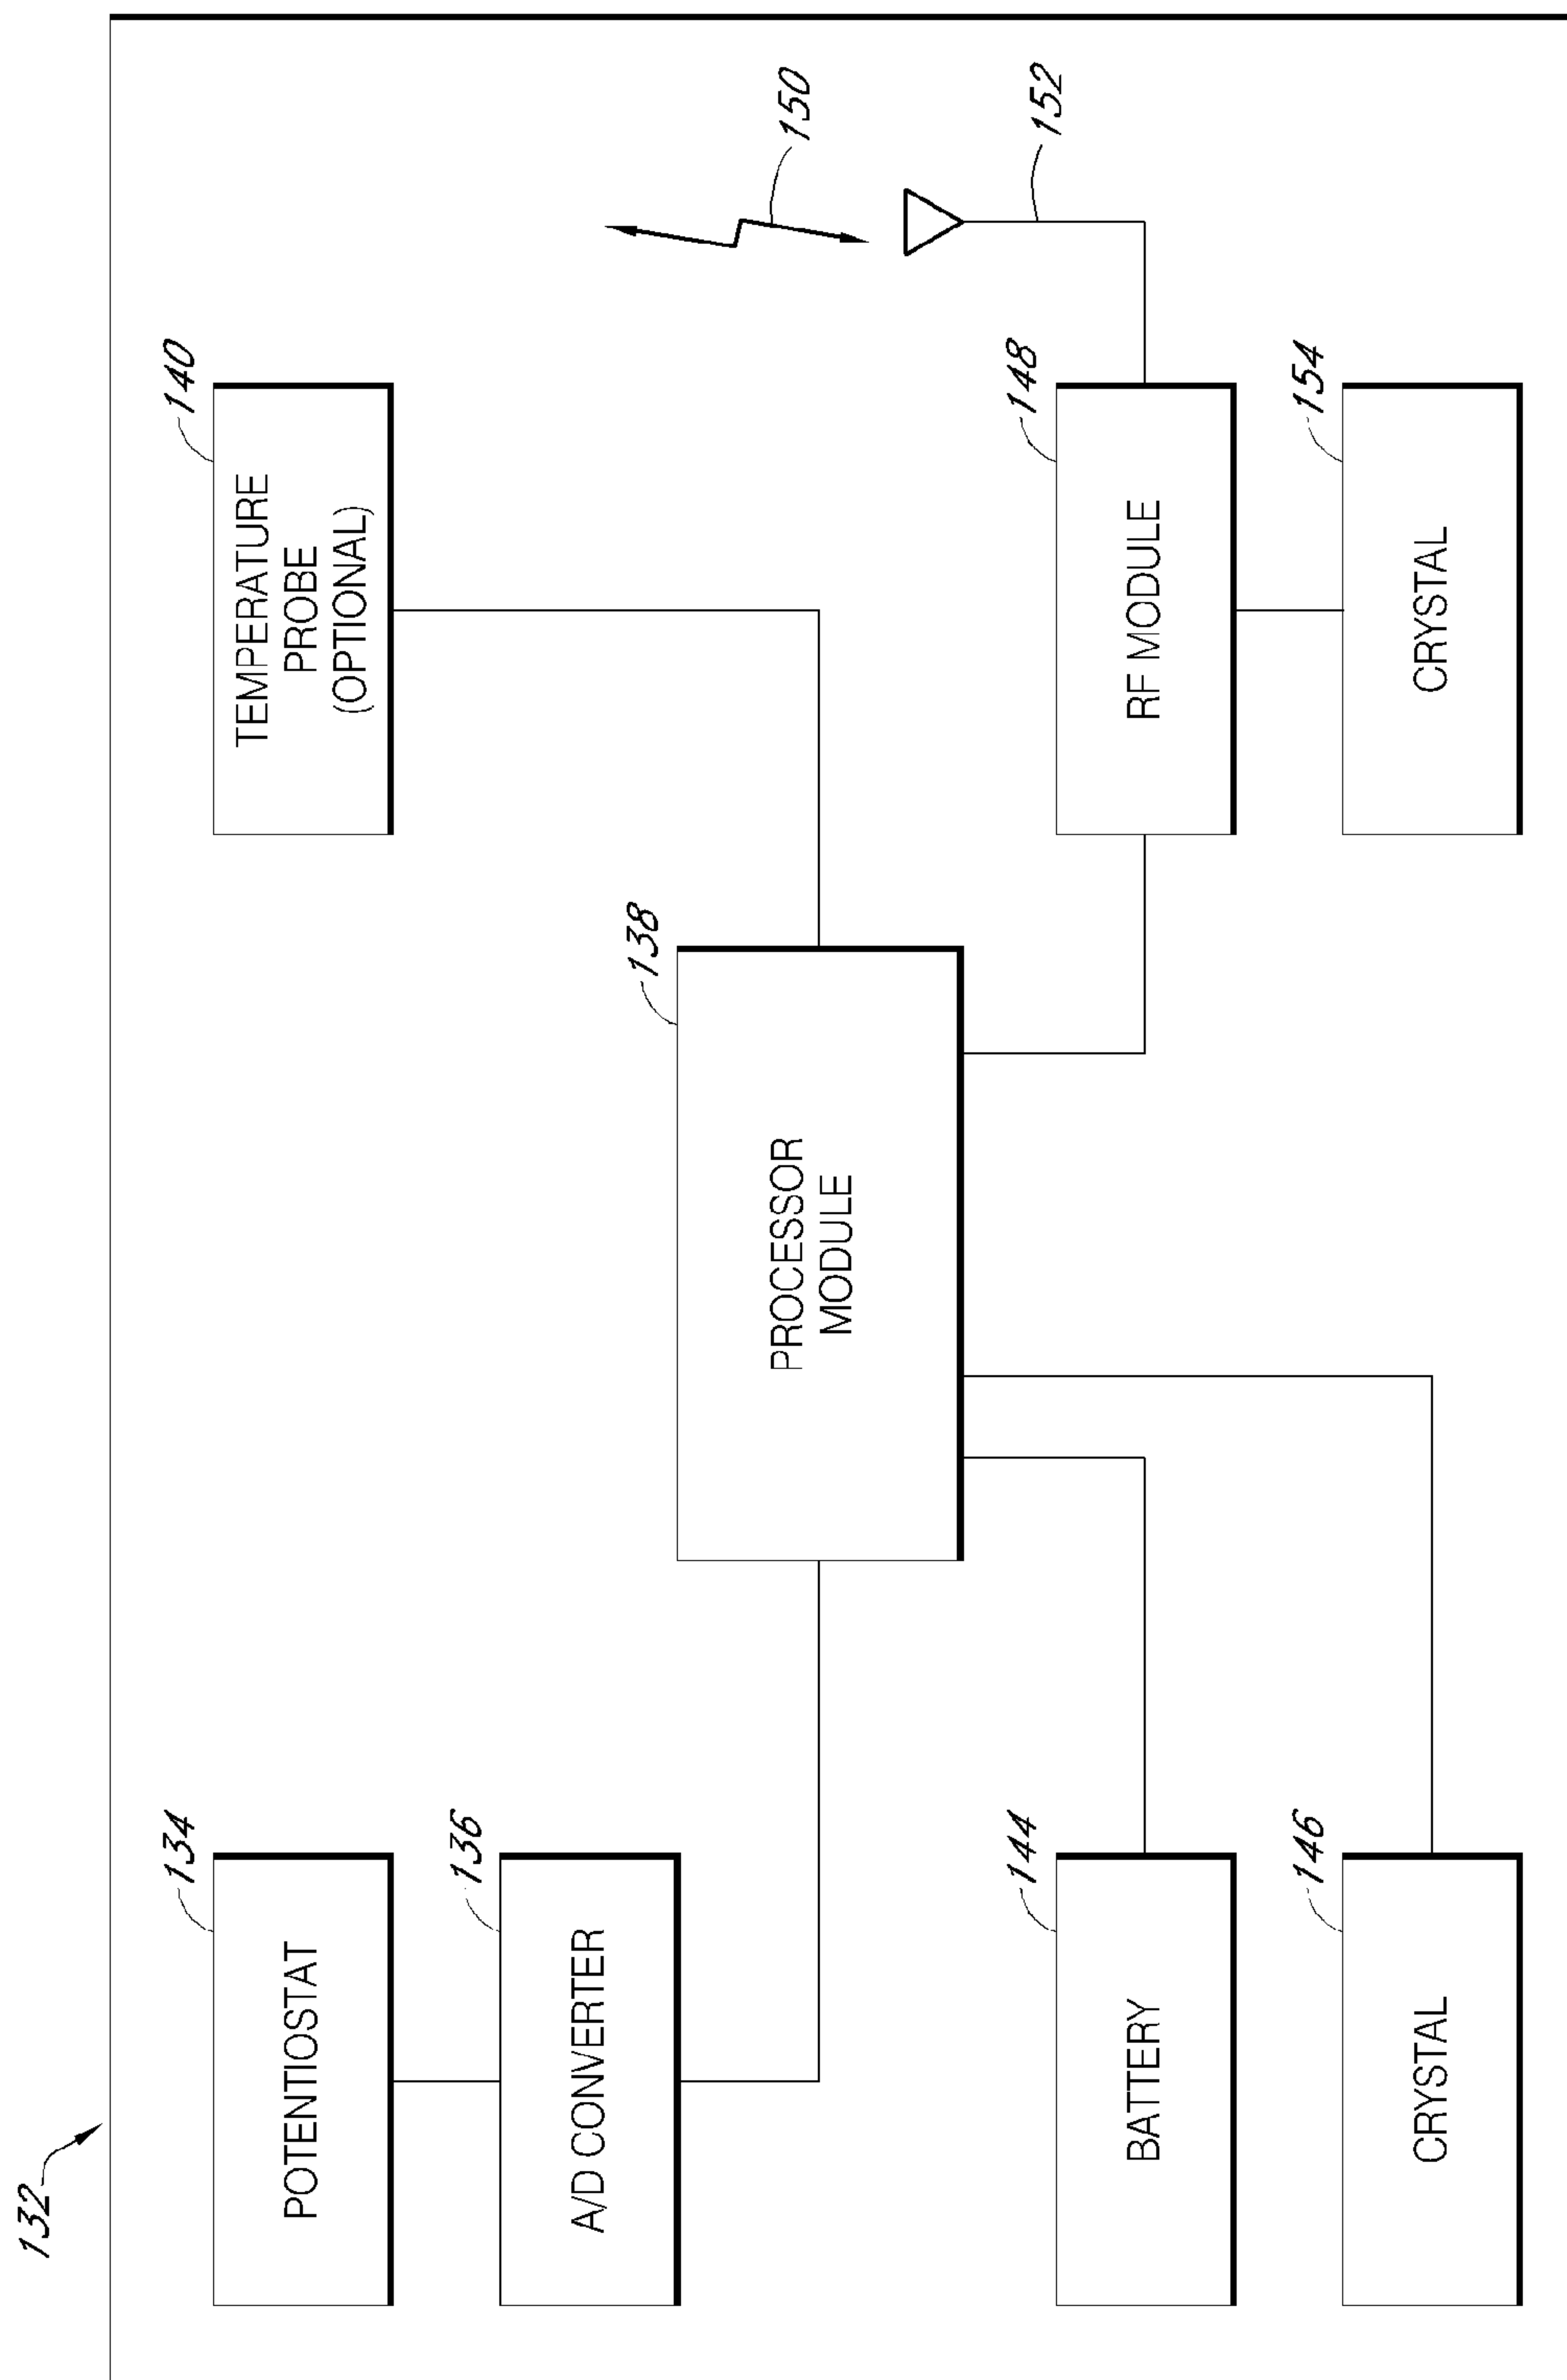 132
134
POTENTIOSTAT
140
TEMPERATURE
PROBE
(OPTIONAL)
136
A/D CONVERTER
138
PROCESSOR
MODULE
150
152
144
BATTERY
148
RF MODULE
146
CRYSTAL
154
CRYSTAL